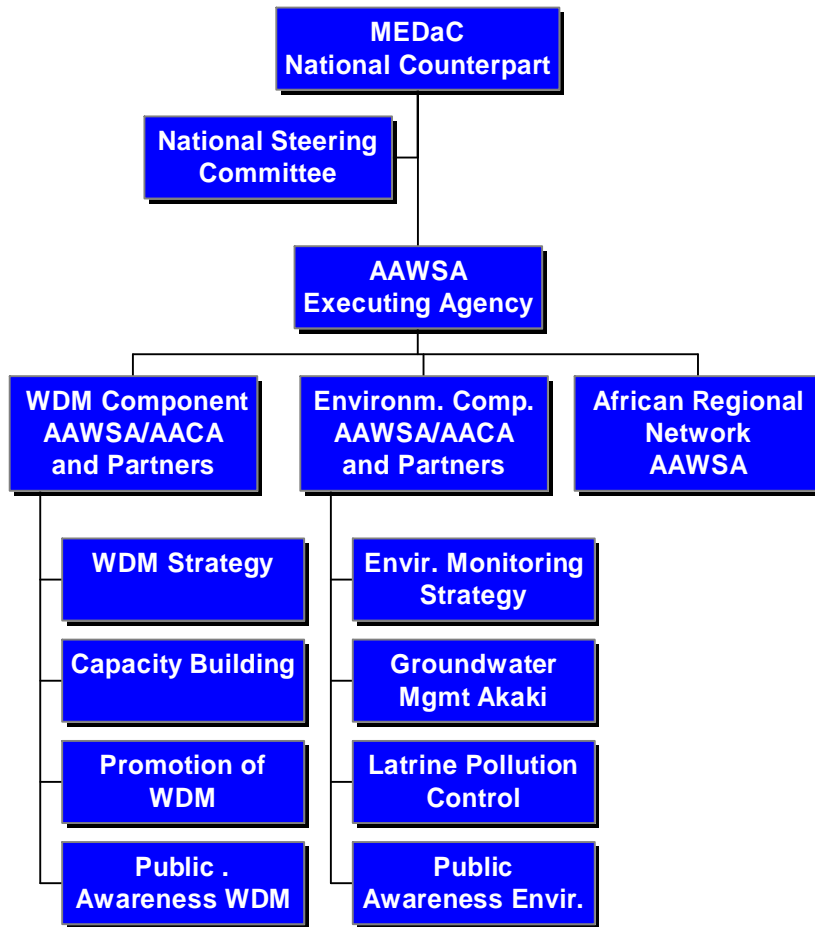 MEDaC
National Counterpart
National Steering
Committee
AAWSA
Executing Agency
WDM Component
AAWSA/AACA
and Partners
Environm. Comp.
AAWSA/AACA
and Partners
African Regional
Network
AAWSA
WDM Strategy
Capacity Building
Promotion of
WDM
Public .
Awareness WDM
Envir. Monitoring
Strategy
Groundwater
Mgmt Akaki
Latrine Pollution
Control
Public
Awareness Envir.